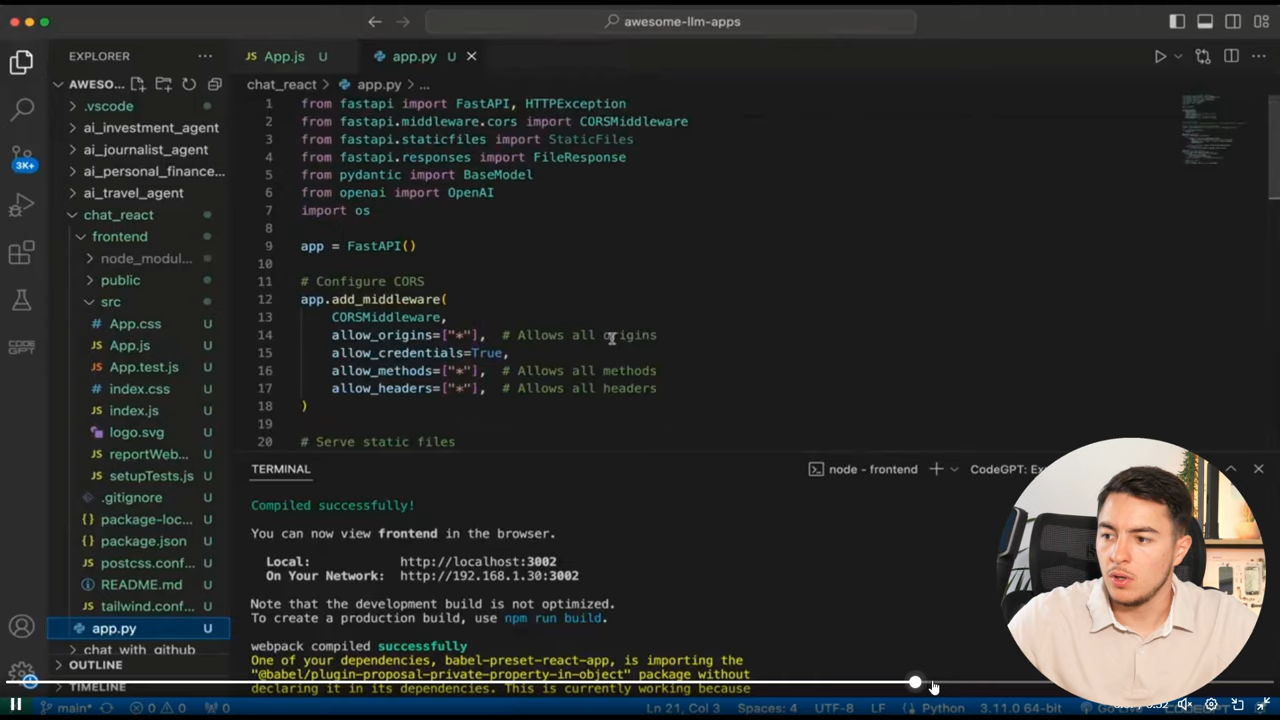 awesome-llm-apps
EXPLORER
App.js U
app.py U
AWESO...
chat_react > app.py > ...
.vscode
ai_investment_agent
ai_journalist_agent
ai_personal_finance...
ai_travel_agent
chat_react
frontend
node_modul...
public
src
App.css U
App.js U
App.test.js U
index.css U
index.js U
logo.svg U
reportWeb... U
setupTests.js U
.gitignore U
package-loc... U
package.json U
postcss.conf... U
README.md U
tailwind.conf... U
app.py U
chat_with_github
OUTLINE
TIMELINE
3K+
CODEGPT
1 from fastapi import FastAPI, HTTPException
2 from fastapi.middleware.cors import CORSMiddleware
3 from fastapi.staticfiles import StaticFiles
4 from fastapi.responses import FileResponse
5 from pydantic import BaseModel
6 from openai import OpenAI
7 import os
8
9 app = FastAPI()
10
11 # Configure CORS
12 app.add_middleware(
13 CORSMiddleware,
14 allow_origins=["*"], # Allows all origins
15 allow_credentials=True,
16 allow_methods=["*"], # Allows all methods
17 allow_headers=["*"], # Allows all headers
18 )
19
20 # Serve static files
TERMINAL
node - frontend
CodeGPT:
Compiled successfully!
You can now view frontend in the browser.
Local: http://localhost:3002
On Your Network: http://192.168.1.30:3002
Note that the development build is not optimized.
To create a production build, use npm run build.
webpack compiled successfully
One of your dependencies, babel-preset-react-app, is importing the
"@babel/plugin-proposal-private-property-in-object" package without
declaring it in its dependencies. This is currently working because
main*
0 0
0
Ln 21, Col 3
Spaces: 4
UTF-8
LF
Python
3.11.0 64-bit